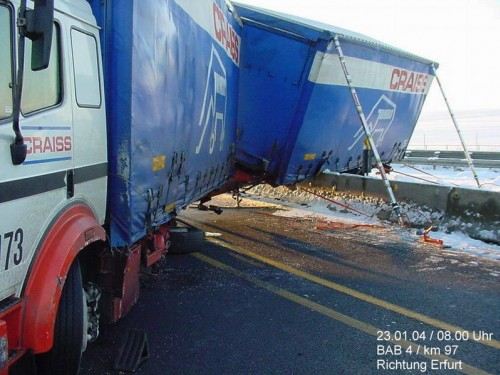 CRAISS
CRAISS
CRAISS
73
23.01.04 / 08.00 Uhr
BAB 4 / km 97
Richtung Erfurt